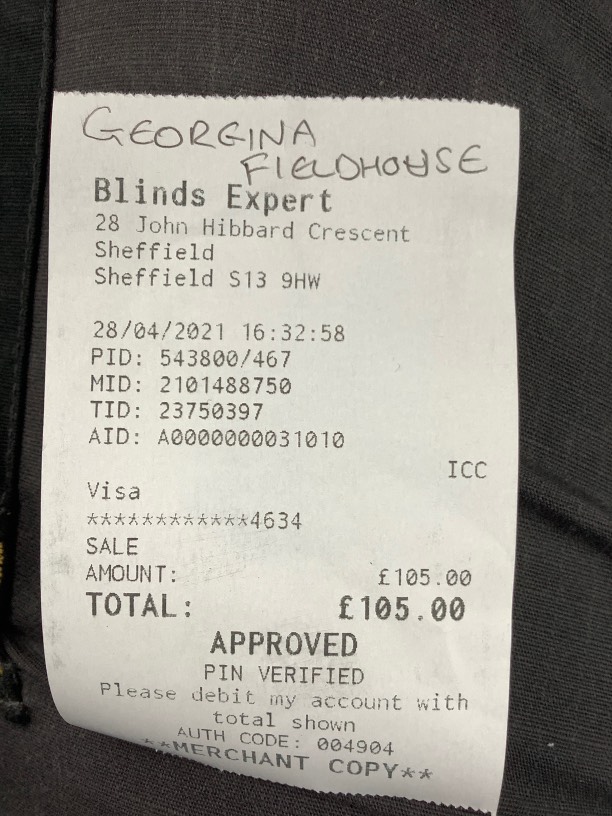 GEORGINA
FIELDHOUSE
Blinds Expert
28 John Hibbard Crescent
Sheffield
Sheffield S13 9HW
28/04/2021 16:32:58
PID: 543800/467
MID: 2101488750
TID: 23750397
AID: A0000000031010
ICC
Visa
************4634
SALE
AMOUNT: £105.00
TOTAL: £105.00
APPROVED
PIN VERIFIED
Please debit my account with
total shown
AUTH CODE: 004904
**MERCHANT COPY**